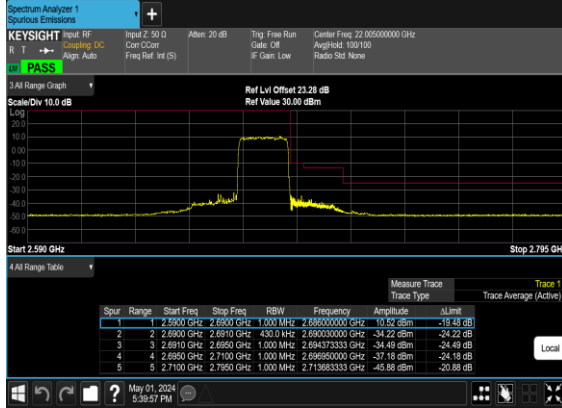 Spectrum Analyzer 1
Spurious Emissions
+
KEYSIGHT Input: RF Input Z: 50 Ω Atten: 20 dB Trig: Free Run Center Freq: 22.005000000 GHz
R T Coupling: DC Corr CCorr Gate: Off Avg|Hold: 100/100
Align: Auto Freq Ref: Int (S) IF Gain: Low Radio Std: None
PASS
3 All Range Graph
Ref Lvl Offset 23.28 dB
Scale/Div 10.0 dB Ref Value 30.00 dBm
Log
20.0
10.0
0.00
-10.0
-20.0
-30.0
-40.0
-50.0
-60.0
Start 2.590 GHz Stop 2.795 GH
4 All Range Table
Measure Trace Trace 1
Trace Type Trace Average (Active)
Spur Range Start Freq Stop Freq RBW Frequency Amplitude ΔLimit
1 1 2.5900 GHz 2.6900 GHz 1.000 MHz 2.686000000 GHz 10.52 dBm -19.48 dB
2 2 2.6900 GHz 2.6910 GHz 430.0 kHz 2.690030000 GHz -34.22 dBm -24.22 dB
3 3 2.6910 GHz 2.6950 GHz 1.000 MHz 2.694373333 GHz -34.49 dBm -24.49 dB
4 4 2.6950 GHz 2.7100 GHz 1.000 MHz 2.696950000 GHz -37.18 dBm -24.18 dB
5 5 2.7100 GHz 2.7950 GHz 1.000 MHz 2.713683333 GHz -45.88 dBm -20.88 dB
Local
? May 01, 2024
5:39:57 PM